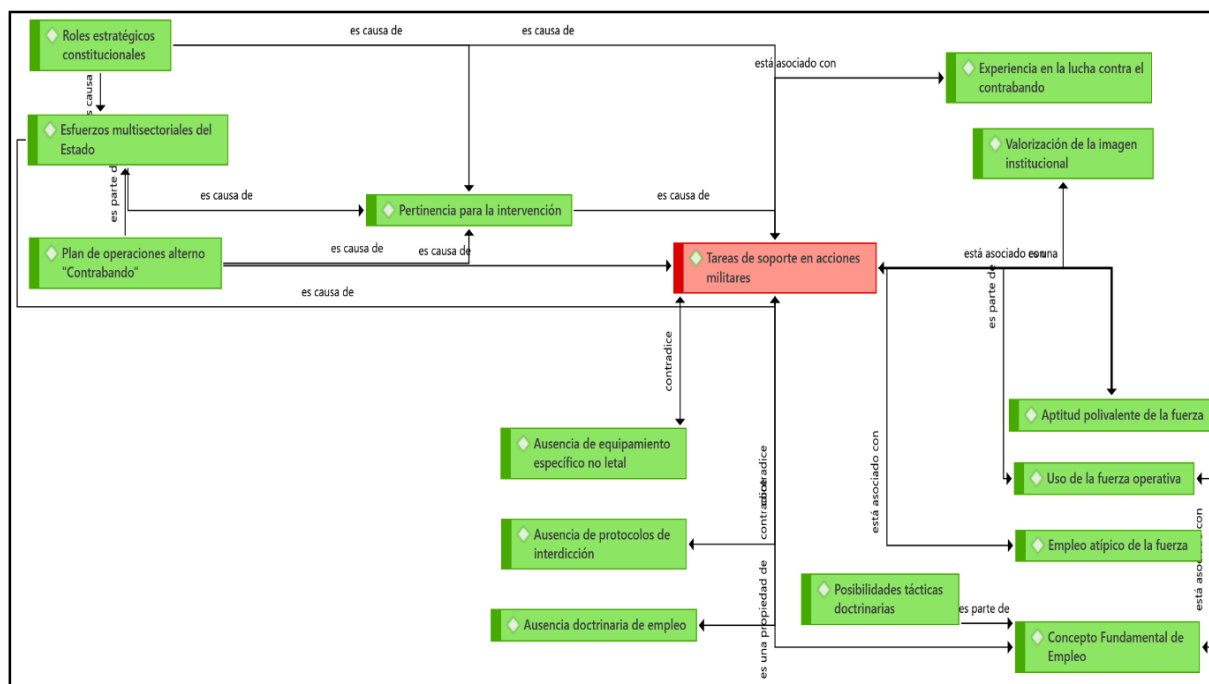 Roles estratégicos
constitucionales
es causa de
es causa de
está asociado con
Experiencia en la lucha contra el
contrabando
es causa
Esfuerzos multisectoriales del
Estado
Valorización de la imagen
institucional
es parte de
es causa de
Pertinencia para la intervención
es causa de
Plan de operaciones alterno
"Contrabando"
es causa de
es causa de
Tareas de soporte en acciones
militares
está asociado con
es una
es parte de
es causa de
contradice
Aptitud polivalente de la fuerza
Ausencia de equipamiento
específico no letal
contradice
está asociado con
Uso de la fuerza operativa
contradice
Ausencia de protocolos de
interdicción
Empleo atípico de la fuerza
está asociado con
Posibilidades tácticas
doctrinarias
es parte de
Ausencia doctrinaria de empleo
es una propiedad de
Concepto Fundamental de
Empleo